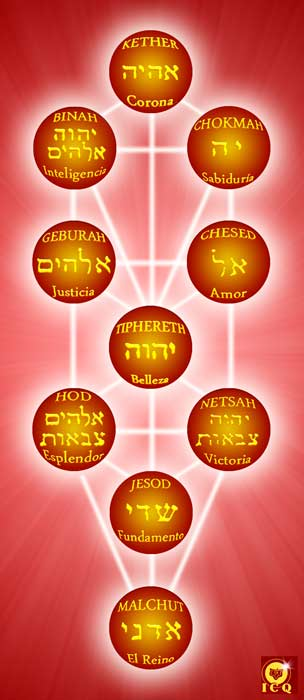 KETHER
אהיה
Corona
BINAH
יהוה
אלהים
Inteligencia
CHOKMAH
יה
Sabiduría
GEBURAH
אלהים
Justicia
CHESED
אל
Amor
TIPHERETH
יהוה
Belleza
HOD
אלהים
צבאות
Esplendor
NETSAH
צבאות
Victoria
JESOD
שדי
Fundamento
MALCHUT
אדני
El Reino
ICQ